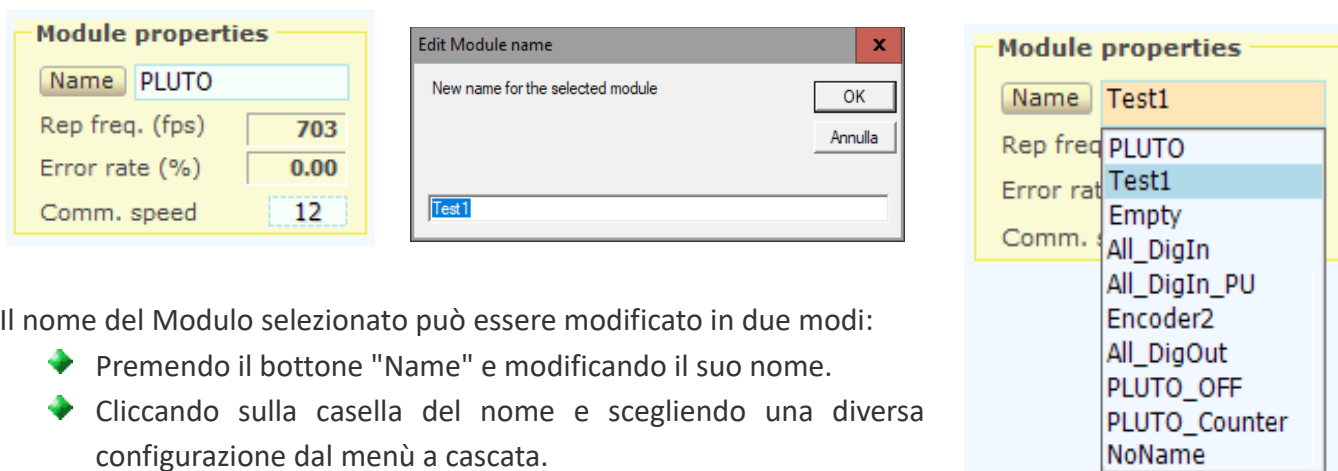 Module properties
Name PLUTO
Rep freq. (fps) 703
Error rate (%) 0.00
Comm. speed 12
Edit Module name x
New name for the selected module
OK
Annulla
Test1
Module properties
Name Test1
Rep freq
Error rat
Comm. s
PLUTO
Test1
Empty
All_DigIn
All_DigIn_PU
Encoder2
All_DigOut
PLUTO_OFF
PLUTO_Counter
NoName
Il nome del Modulo selezionato può essere modificato in due modi:
Premendo il bottone "Name" e modificando il suo nome.
Cliccando sulla casella del nome e scegliendo una diversa
configurazione dal menù a cascata.